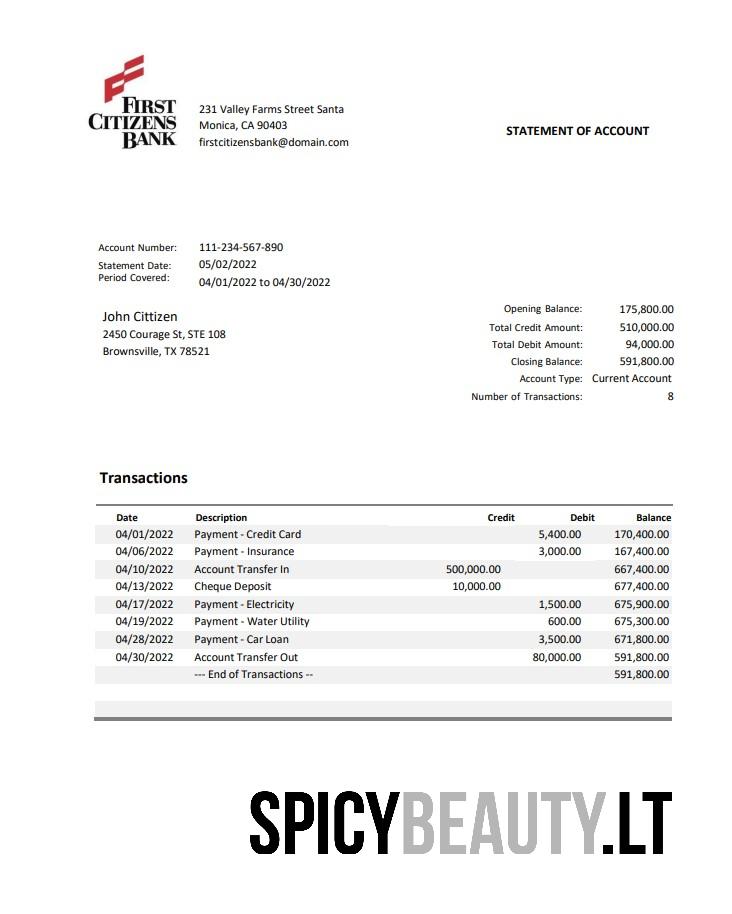 FIRST
CITIZENS
BANK
231 Valley Farms Street Santa
Monica, CA 90403
firstcitizensbank@domain.com
STATEMENT OF ACCOUNT
Account Number: 111-234-567-890
Statement Date: 05/02/2022
Period Covered: 04/01/2022 to 04/30/2022
John Cittizen
2450 Courage St, STE 108
Brownsville, TX 78521
Opening Balance: 175,800.00
Total Credit Amount: 510,000.00
Total Debit Amount: 94,000.00
Closing Balance: 591,800.00
Account Type: Current Account
Number of Transactions: 8
Transactions
Date Description Credit Debit Balance
04/01/2022 Payment - Credit Card 5,400.00 170,400.00
04/06/2022 Payment - Insurance 3,000.00 167,400.00
04/10/2022 Account Transfer In 500,000.00 667,400.00
04/13/2022 Cheque Deposit 10,000.00 677,400.00
04/17/2022 Payment - Electricity 1,500.00 675,900.00
04/19/2022 Payment - Water Utility 600.00 675,300.00
04/28/2022 Payment - Car Loan 3,500.00 671,800.00
04/30/2022 Account Transfer Out 80,000.00 591,800.00
--- End of Transactions -- 591,800.00
SPICYBEAUTY.LT